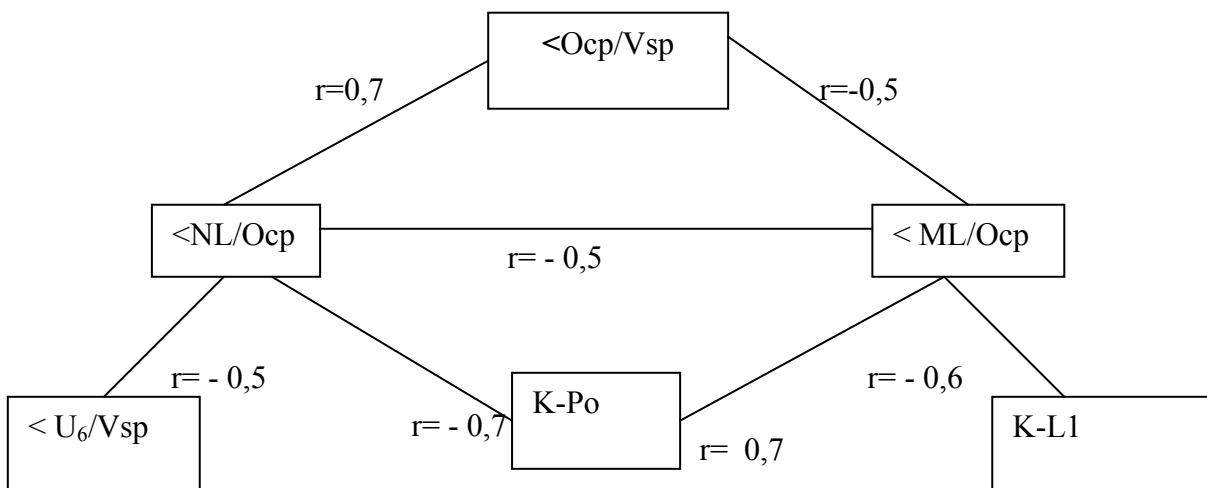 <Ocp/Vsp
r=0,7
r=-0,5
<NL/Ocp
< ML/Ocp
r= - 0,5
r= - 0,5
r= - 0,6
< U₆/Vsp
K-Po
K-L1
r= - 0,7
r= 0,7